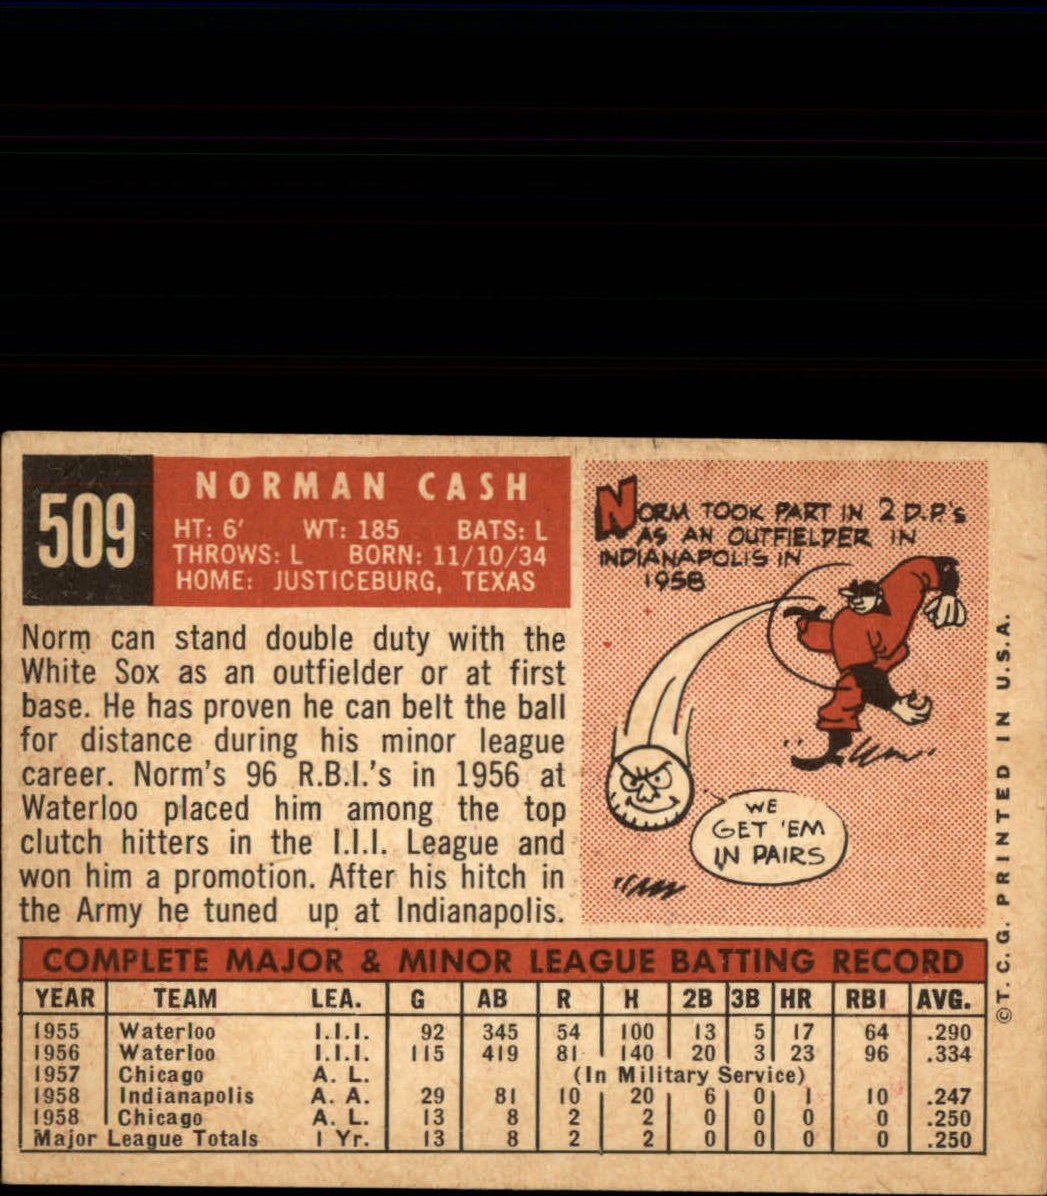 509
NORMAN CASH
HT: 6' WT: 185 BATS: L
THROWS: L BORN: 11/10/34
HOME: JUSTICEBURG, TEXAS
Norm can stand double duty with the
White Sox as an outfielder or at first
base. He has proven he can belt the ball
for distance during his minor league
career. Norm's 96 R.B.I.'s in 1956 at
Waterloo placed him among the top
clutch hitters in the I.I.I. League and
won him a promotion. After his hitch in
the Army he tuned up at Indianapolis.
NORM TOOK PART IN 2 D.P.'s
AS AN OUTFIELDER IN
INDIANAPOLIS IN
1958
WE
GET 'EM
IN PAIRS
©T. C. G. PRINTED IN U.S.A.
COMPLETE MAJOR & MINOR LEAGUE BATTING RECORD
YEAR TEAM LEA. G AB R H 2B 3B HR RBI AVG.
1955 Waterloo I.I.I. 92 345 54 100 13 5 17 64 .290
1956 Waterloo I.I.I. 115 419 81 140 20 3 23 96 .334
1957 Chicago A. L. (In Military Service)
1958 Indianapolis A. A. 29 81 10 20 6 0 1 10 .247
1958 Chicago A. L. 13 8 2 2 0 0 0 0 .250
Major League Totals 1 Yr. 13 8 2 2 0 0 0 0 .250